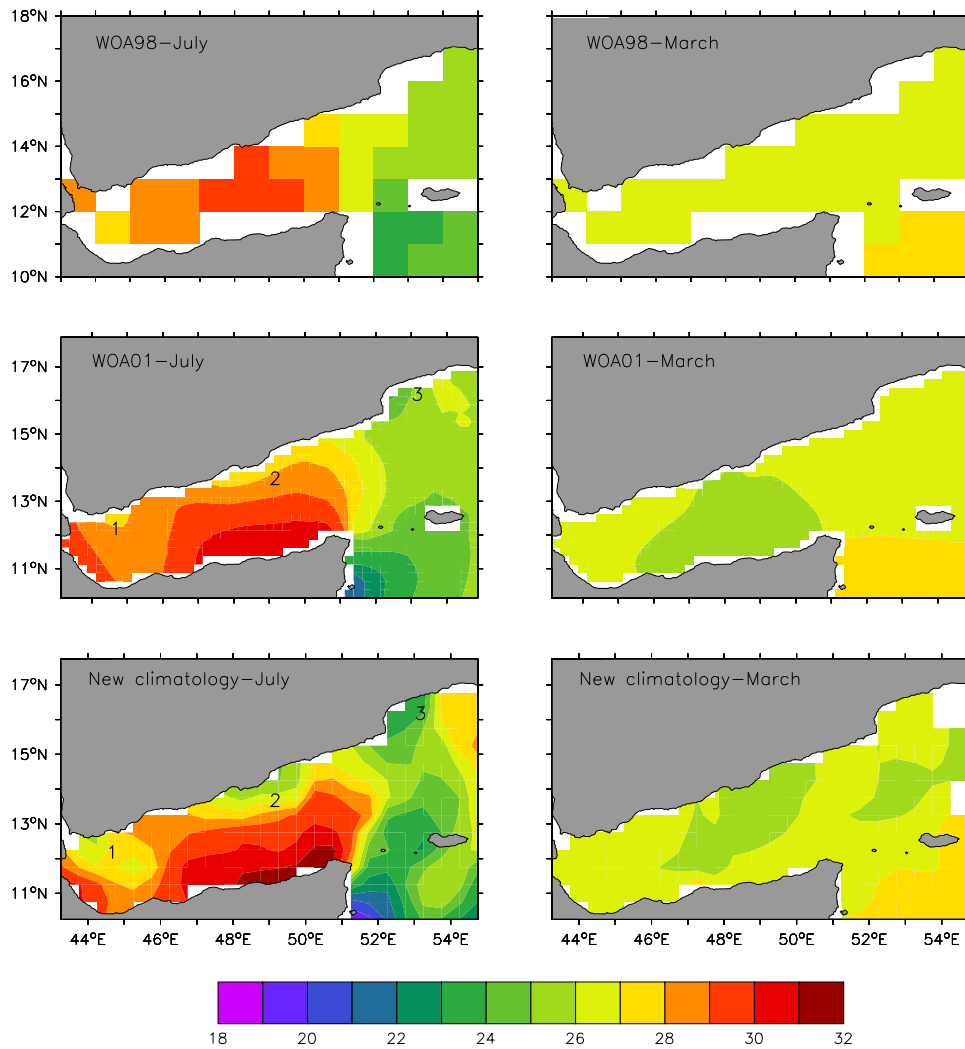 18°N
WOA98-July
WOA98-March
16°N
14°N
12°N
10°N
WOA01-July
WOA01-March
17°N
3
15°N
2
13°N
1
11°N
New climatology-July
New climatology-March
17°N
3
15°N
2
13°N
1
11°N
44°E 46°E 48°E 50°E 52°E 54°E
44°E 46°E 48°E 50°E 52°E 54°E
18 20 22 24 26 28 30 32